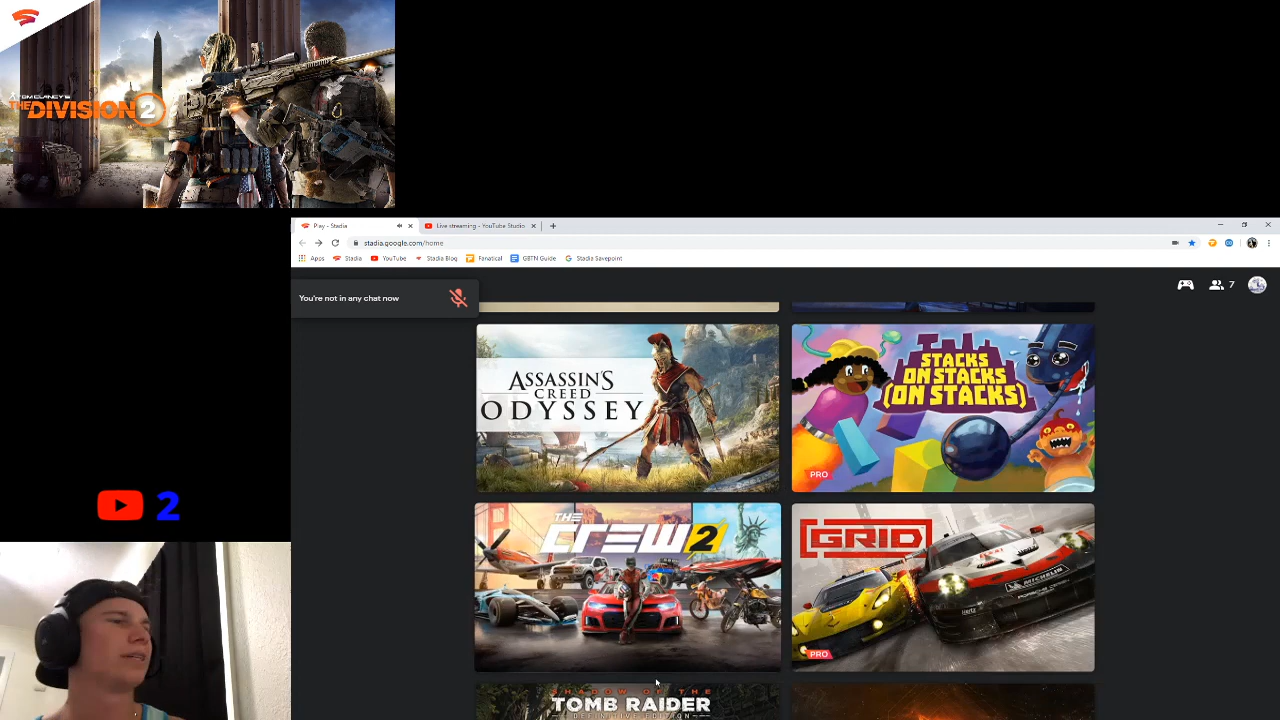 TOM CLANCY'S
THE DIVISION 2
Play - Stadia
Live streaming - YouTube Studio
stadia.google.com/home
Apps
Stadia
YouTube
Stadia Blog
Fanatical
GBTN Guide
Stadia Savepoint
You're not in any chat now
7
ASSASSIN'S
CREED
ODYSSEY
STACKS
ON STACKS
(ON STACKS)
PRO
THE
CREW 2
GRID
MICHELIN
PRO
2
SHADOW OF THE
TOMB RAIDER
DEFINITIVE EDITION